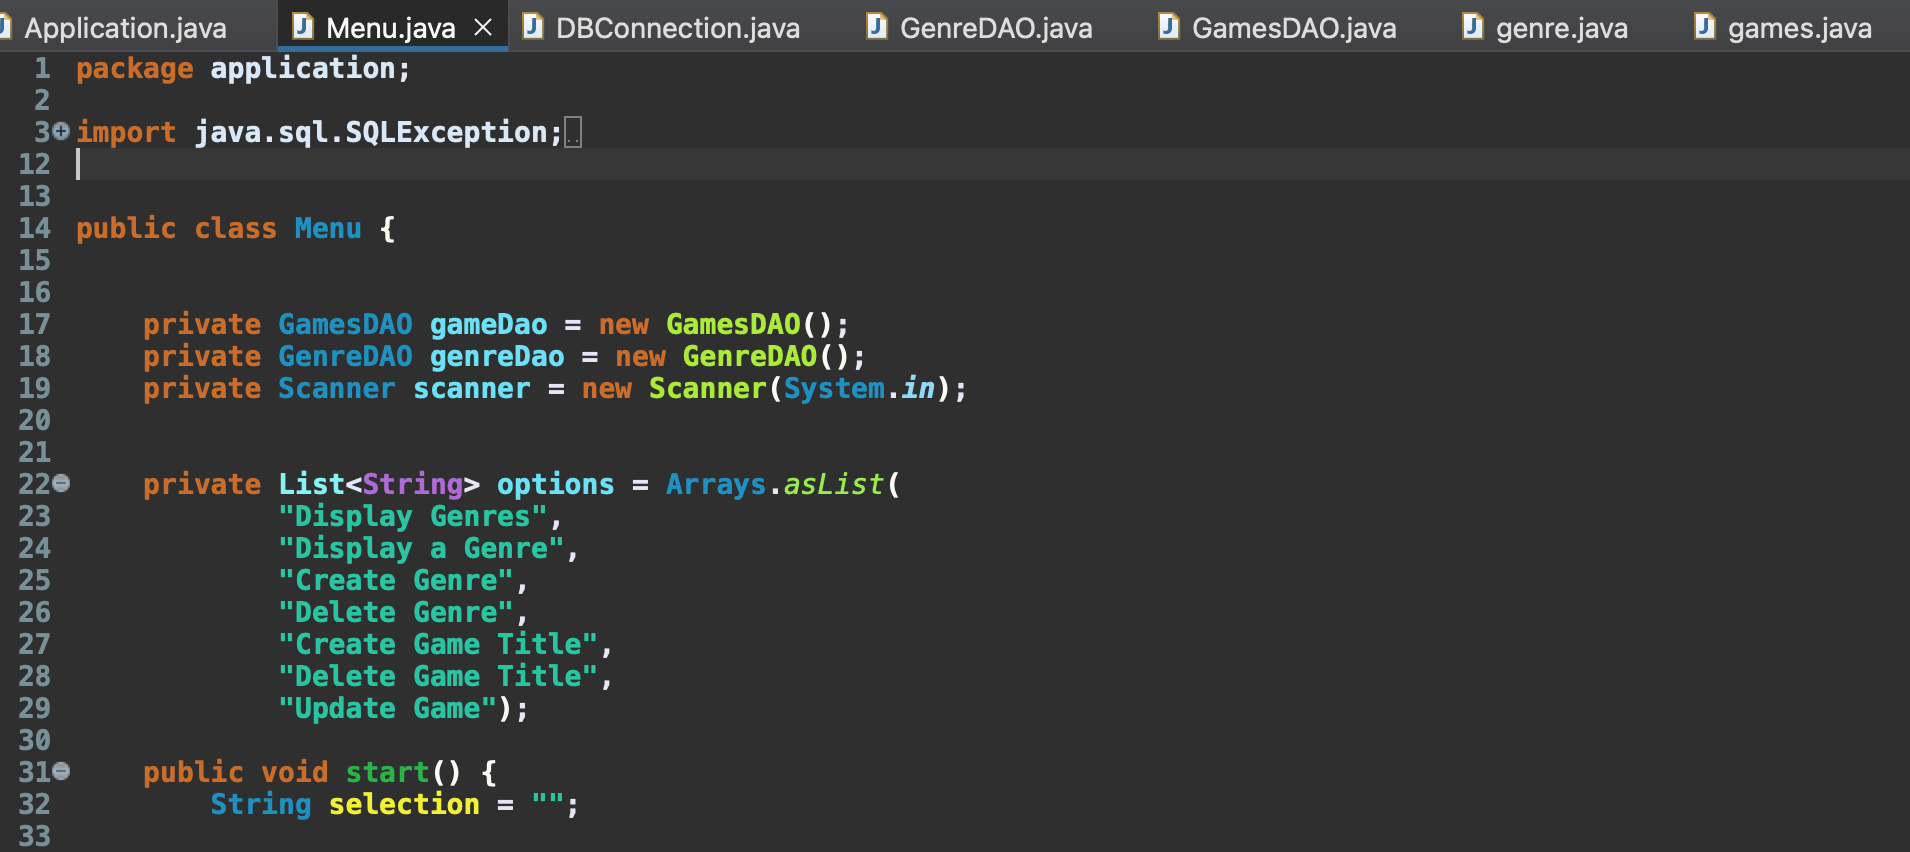 Application.java Menu.java DBConnection.java GenreDAO.java GamesDAO.java genre.java games.java
1 package application;
2
3 import java.sql.SQLException;
12
13
14 public class Menu {
15
16
17 private GamesDAO gameDao = new GamesDAO();
18 private GenreDAO genreDao = new GenreDAO();
19 private Scanner scanner = new Scanner(System.in);
20
21
22 private List<String> options = Arrays.asList(
23 "Display Genres",
24 "Display a Genre",
25 "Create Genre",
26 "Delete Genre",
27 "Create Game Title",
28 "Delete Game Title",
29 "Update Game");
30
31 public void start() {
32 String selection = "";
33